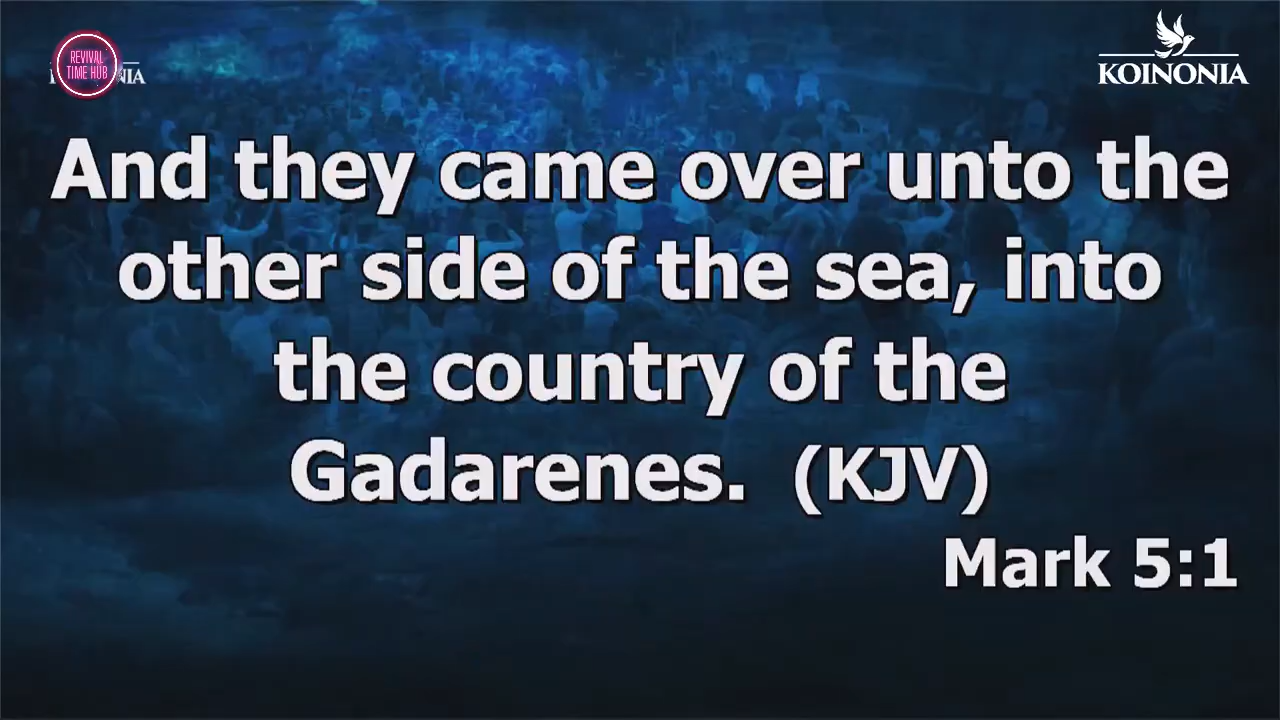 REVIVAL
TIME HUB
NIA
KOINONIA
And they came over unto the
other side of the sea, into
the country of the
Gadarenes. (KJV)
Mark 5:1